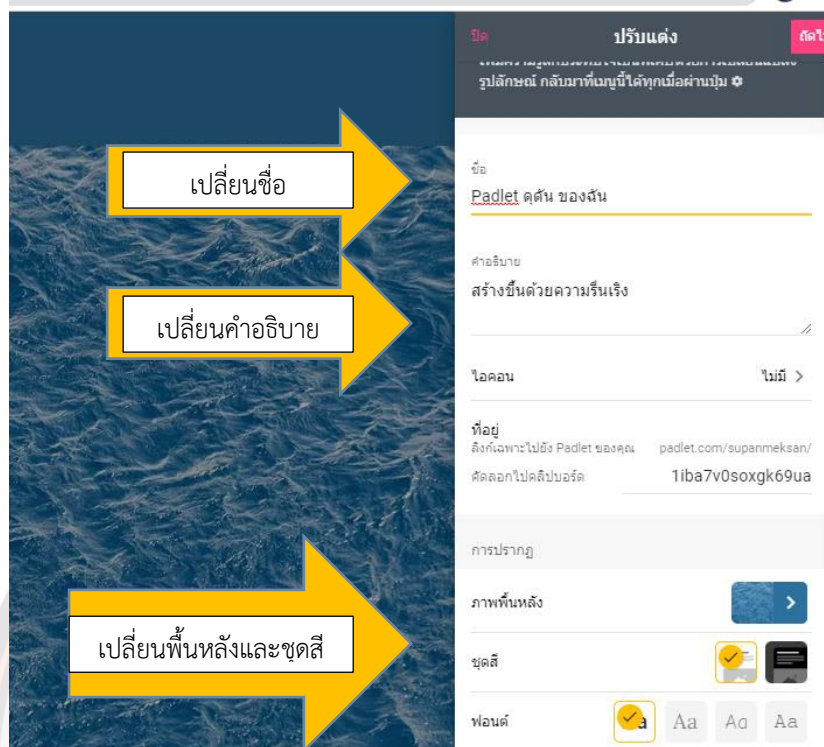 ปิด
ปรับแต่ง
รูปลักษณ์ กลับมาที่เมนูนี้ได้ทุกเมื่อผ่านปุ่ม
เปลี่ยนชื่อ
ชื่อ
Padlet ดุดัน ของฉัน
เปลี่ยนคำอธิบาย
คำอธิบาย
สร้างขึ้นด้วยความรื่นเริง
ไอคอน
ไม่มี >
ที่อยู่
ลิงก์เฉพาะไปยัง Padlet ของคุณ
padlet.com/supanmeksan/
คัดลอกไปคลิปบอร์ด
1iba7v0soxgk69ua
การปรากฏ
ภาพพื้นหลัง
เปลี่ยนพื้นหลังและชุดสี
ชุดสี
ฟอนต์
Aa Aa Aa